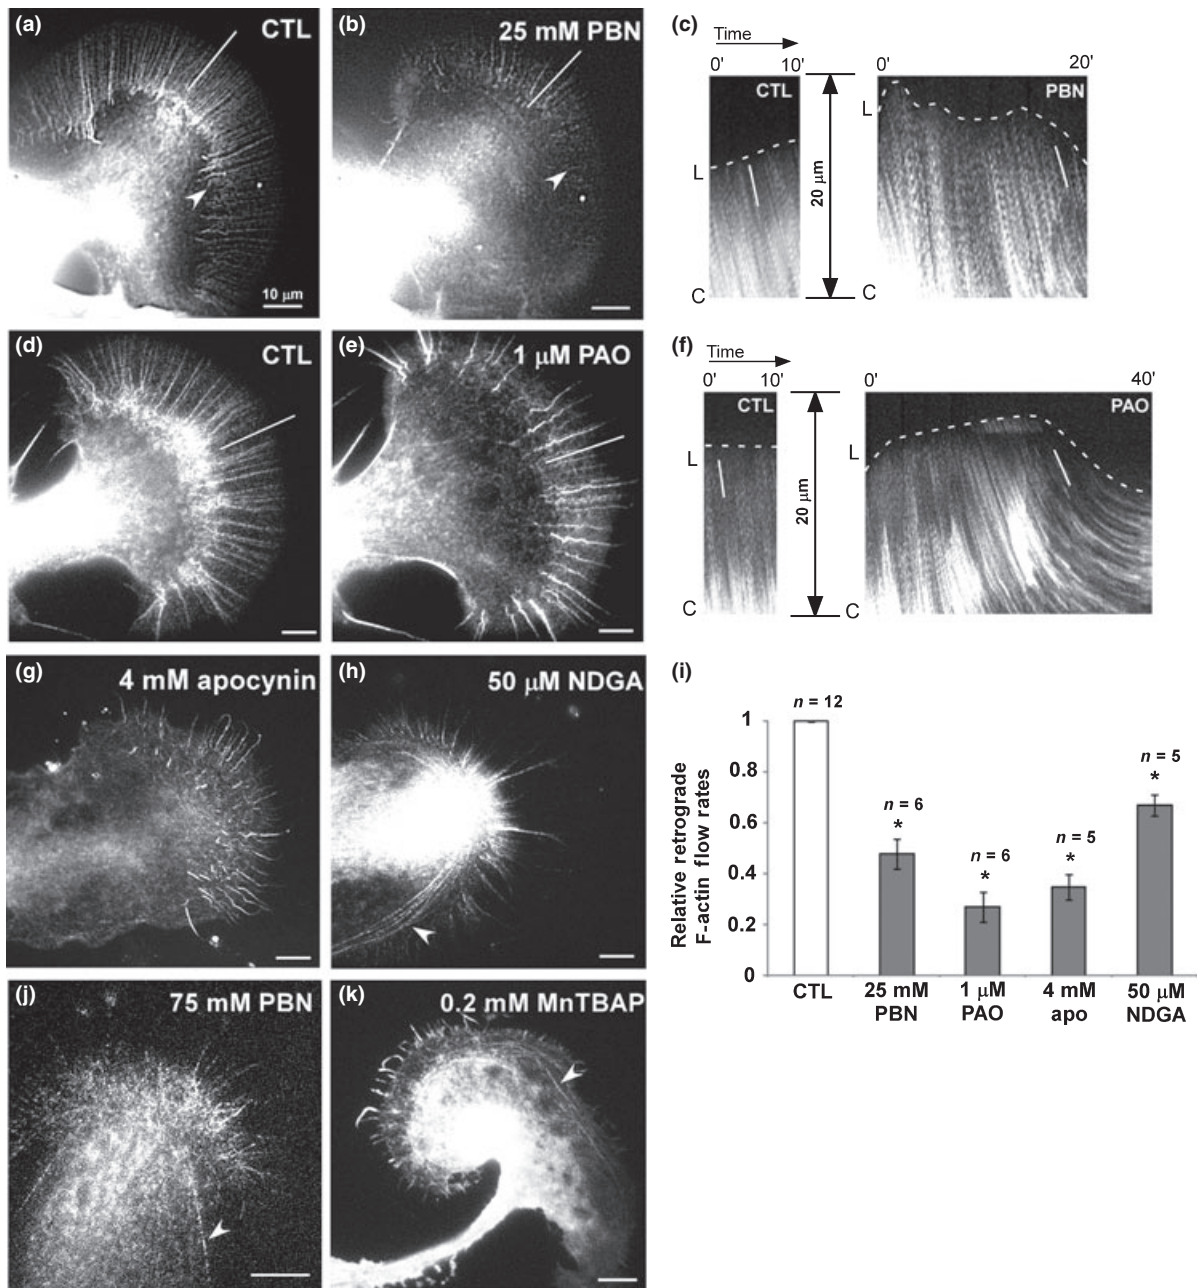 (a) CTL
10 µm
(b) 25 mM PBN
(c)
Time
0' 10'
CTL
L
C
20 µm
0' 20'
PBN
L
C
(d) CTL
(e) 1 µM PAO
(f)
Time
0' 10'
CTL
L
C
20 µm
0' 40'
PAO
L
C
(g) 4 mM apocynin
(h) 50 µM NDGA
(i)
Relative retrograde
F-actin flow rates
1
0.8
0.6
0.4
0.2
0
n = 12
n = 6
*
n = 6
*
n = 5
*
n = 5
*
CTL
25 mM
PBN
1 µM
PAO
4 mM
apo
50 µM
NDGA
(j) 75 mM PBN
(k) 0.2 mM MnTBAP